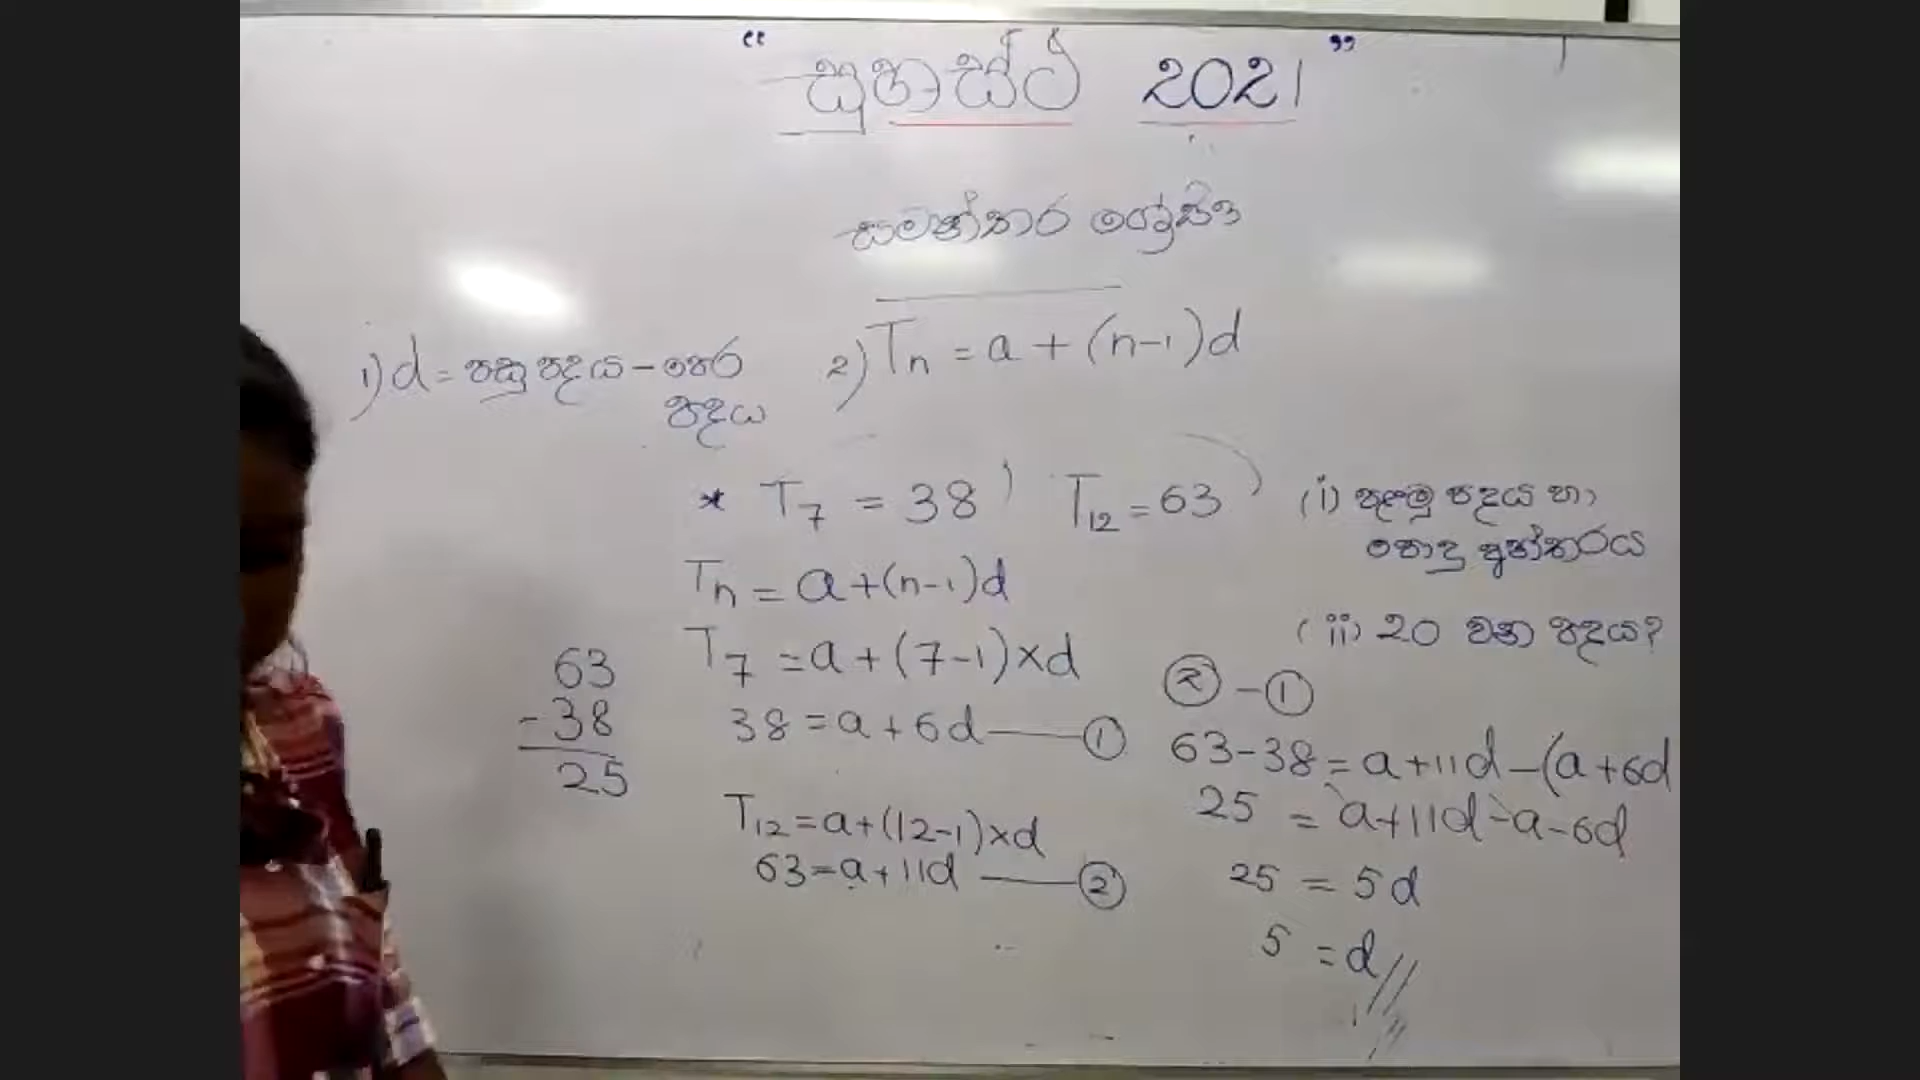 “ සුභාස්ට් 2021 ”
සමාන්තර ශ්‍රේඪි
1) d = පසු පදය – පෙර පදය
2) Tn = a + (n-1)d
* T7 = 38 ) T12 = 63 )
(i) පළමු පදය හා
පොදු අන්තරය
(ii) 20 වන පදය?
Tn = a +(n-1)d
T7 = a + (7-1)×d
38 = a + 6d —— ①
T12 = a+(12-1)×d
63 = a + 11d —— ②
63
- 38
25
② - ①
63-38 = a+11d –(a+6d
25 = a+11d - a - 6d
25 = 5d
5 = d //